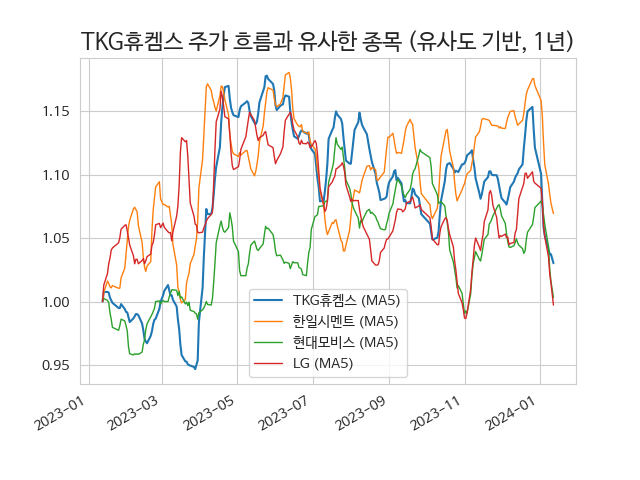 TKG휴켐스 주가 흐름과 유사한 종목 (유사도 기반, 1년)
1.15
1.10
1.05
1.00
0.95
TKG휴켐스 (MA5)
한일시멘트 (MA5)
현대모비스 (MA5)
LG (MA5)
2023-01
2023-03
2023-05
2023-07
2023-09
2023-11
2024-01